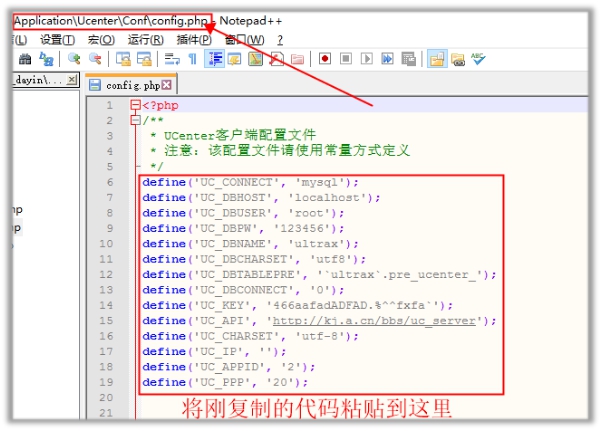 Application\Ucenter\Conf\config.php - Notepad++
(L) 设置(T) 宏(O) 运行(R) 插件(P) 窗口(W) ?
_dayin\...
config.php
1 <?php
2 /**
3 * UCenter客户端配置文件
4 * 注意：该配置文件请使用常量方式定义
5 */
6 define('UC_CONNECT', 'mysql');
7 define('UC_DBHOST', 'localhost');
8 define('UC_DBUSER', 'root');
9 define('UC_DBPW', '123456');
10 define('UC_DBNAME', 'ultrax');
11 define('UC_DBCHARSET', 'utf8');
12 define('UC_DBTABLEPRE', '`ultrax`.pre_ucenter_');
13 define('UC_DBCONNECT', '0');
14 define('UC_KEY', '466aafadADFAD.%^^fxfa`');
15 define('UC_API', 'http://kj.a.cn/bbs/uc_server');
16 define('UC_CHARSET', 'utf-8');
17 define('UC_IP', '');
18 define('UC_APPID', '2');
19 define('UC_PPP', '20');
20
21
hp
hp
将刚复制的代码粘贴到这里